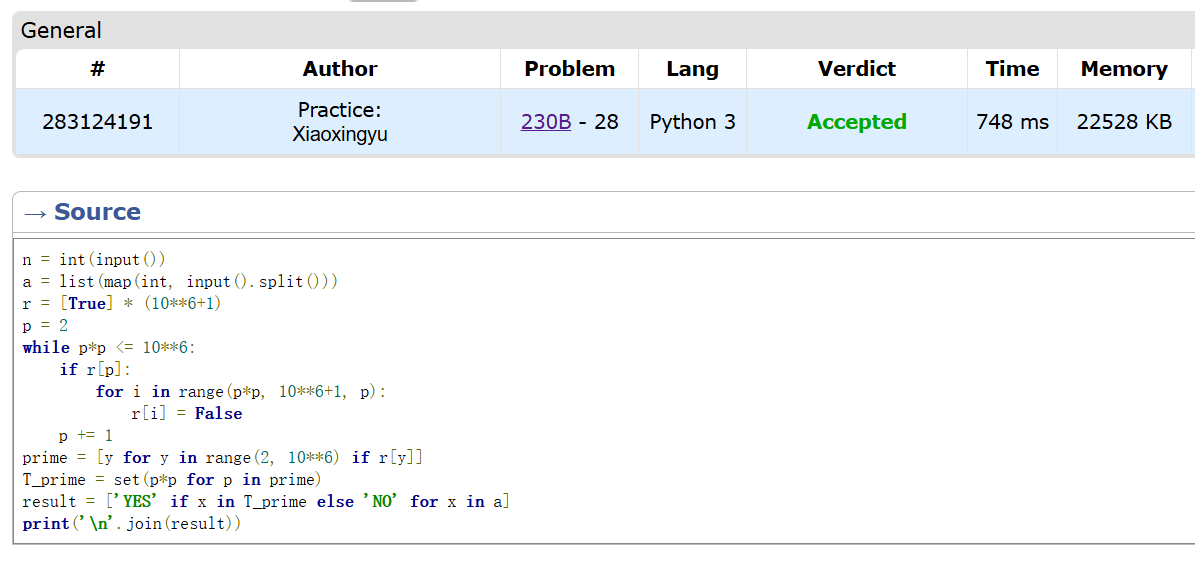 General
# Author Problem Lang Verdict Time Memory
283124191 Practice: Xiaoxingyu 230B - 28 Python 3 Accepted 748 ms 22528 KB
→ Source
n = int(input())
a = list(map(int, input().split()))
r = [True] * (10**6+1)
p = 2
while p*p <= 10**6:
    if r[p]:
        for i in range(p*p, 10**6+1, p):
            r[i] = False
    p += 1
prime = [y for y in range(2, 10**6) if r[y]]
T_prime = set(p*p for p in prime)
result = ['YES' if x in T_prime else 'NO' for x in a]
print('\n'.join(result))